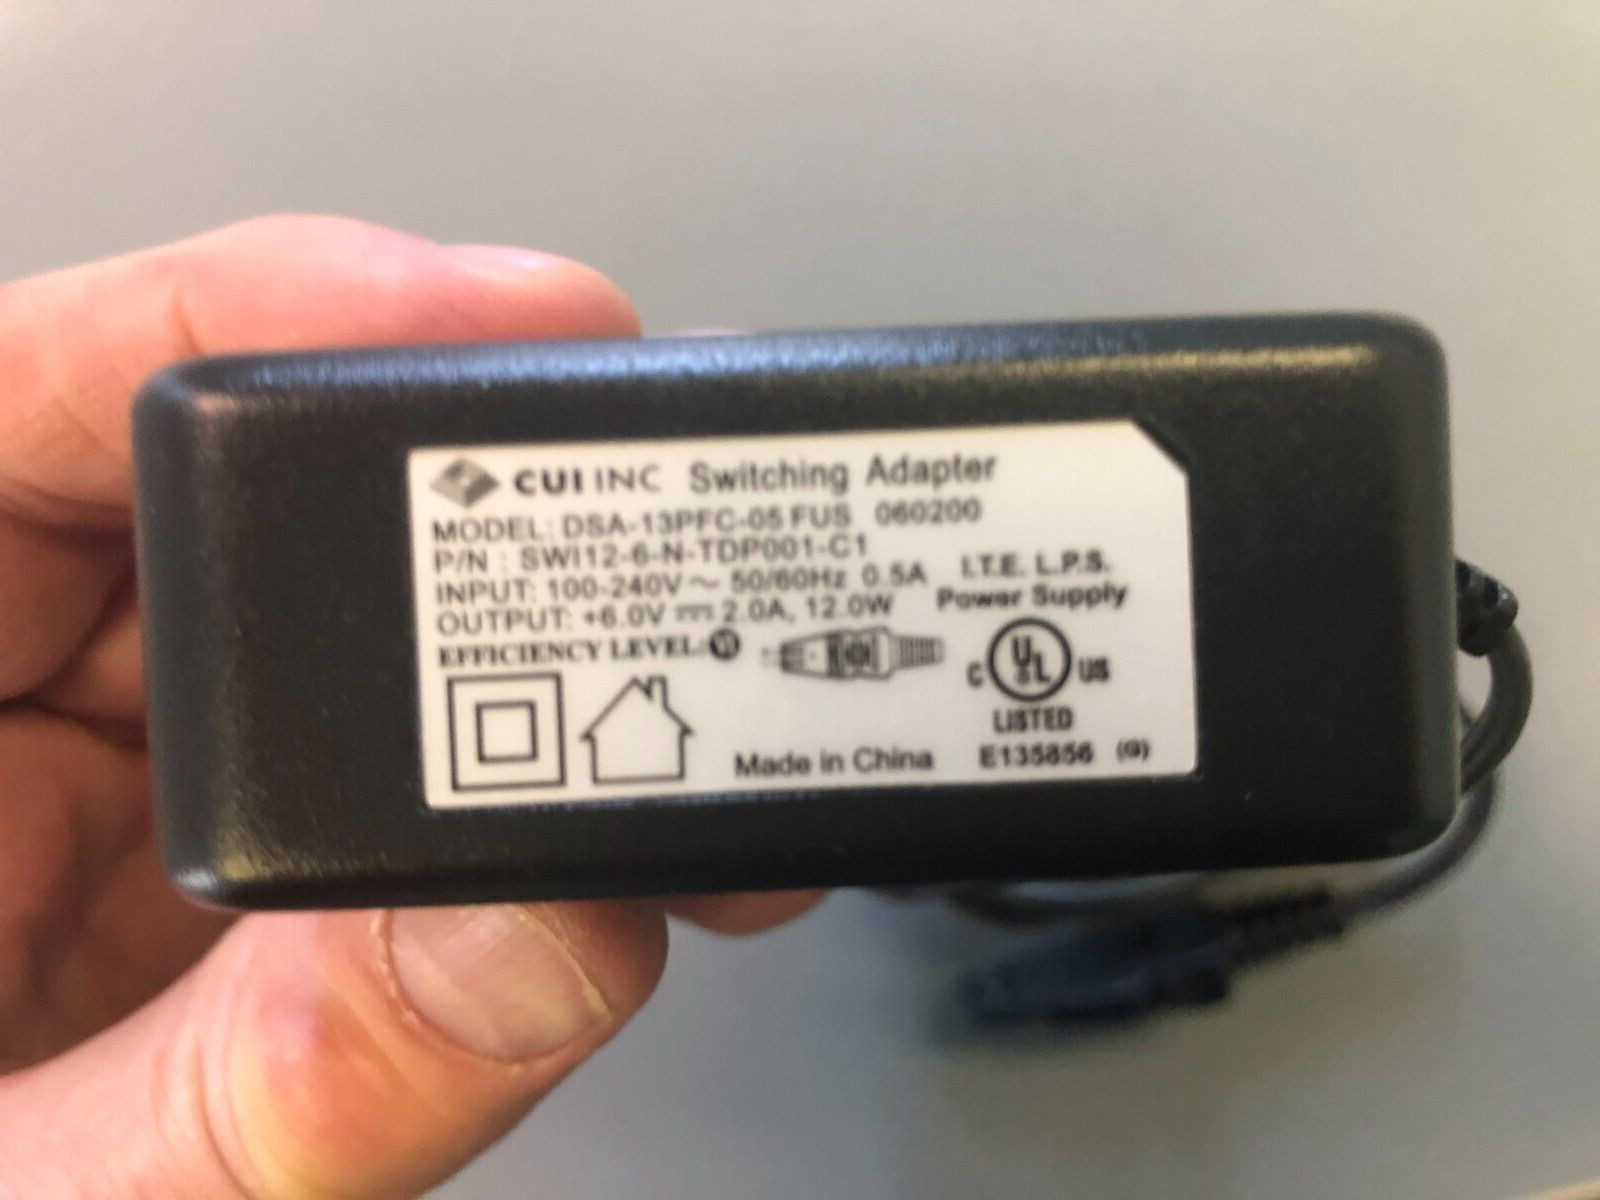 CUI INC Switching Adapter
MODEL: DSA-13PFC-05 FUS 060200
P/N : SWI12-6-N-TDP001-C1
INPUT: 100-240V ~ 50/60Hz 0.5A
OUTPUT: +6.0V ⎓ 2.0A, 12.0W
I.T.E. L.P.S.
Power Supply
EFFICIENCY LEVEL: VI
C UL US
LISTED
E135856 (G)
Made in China